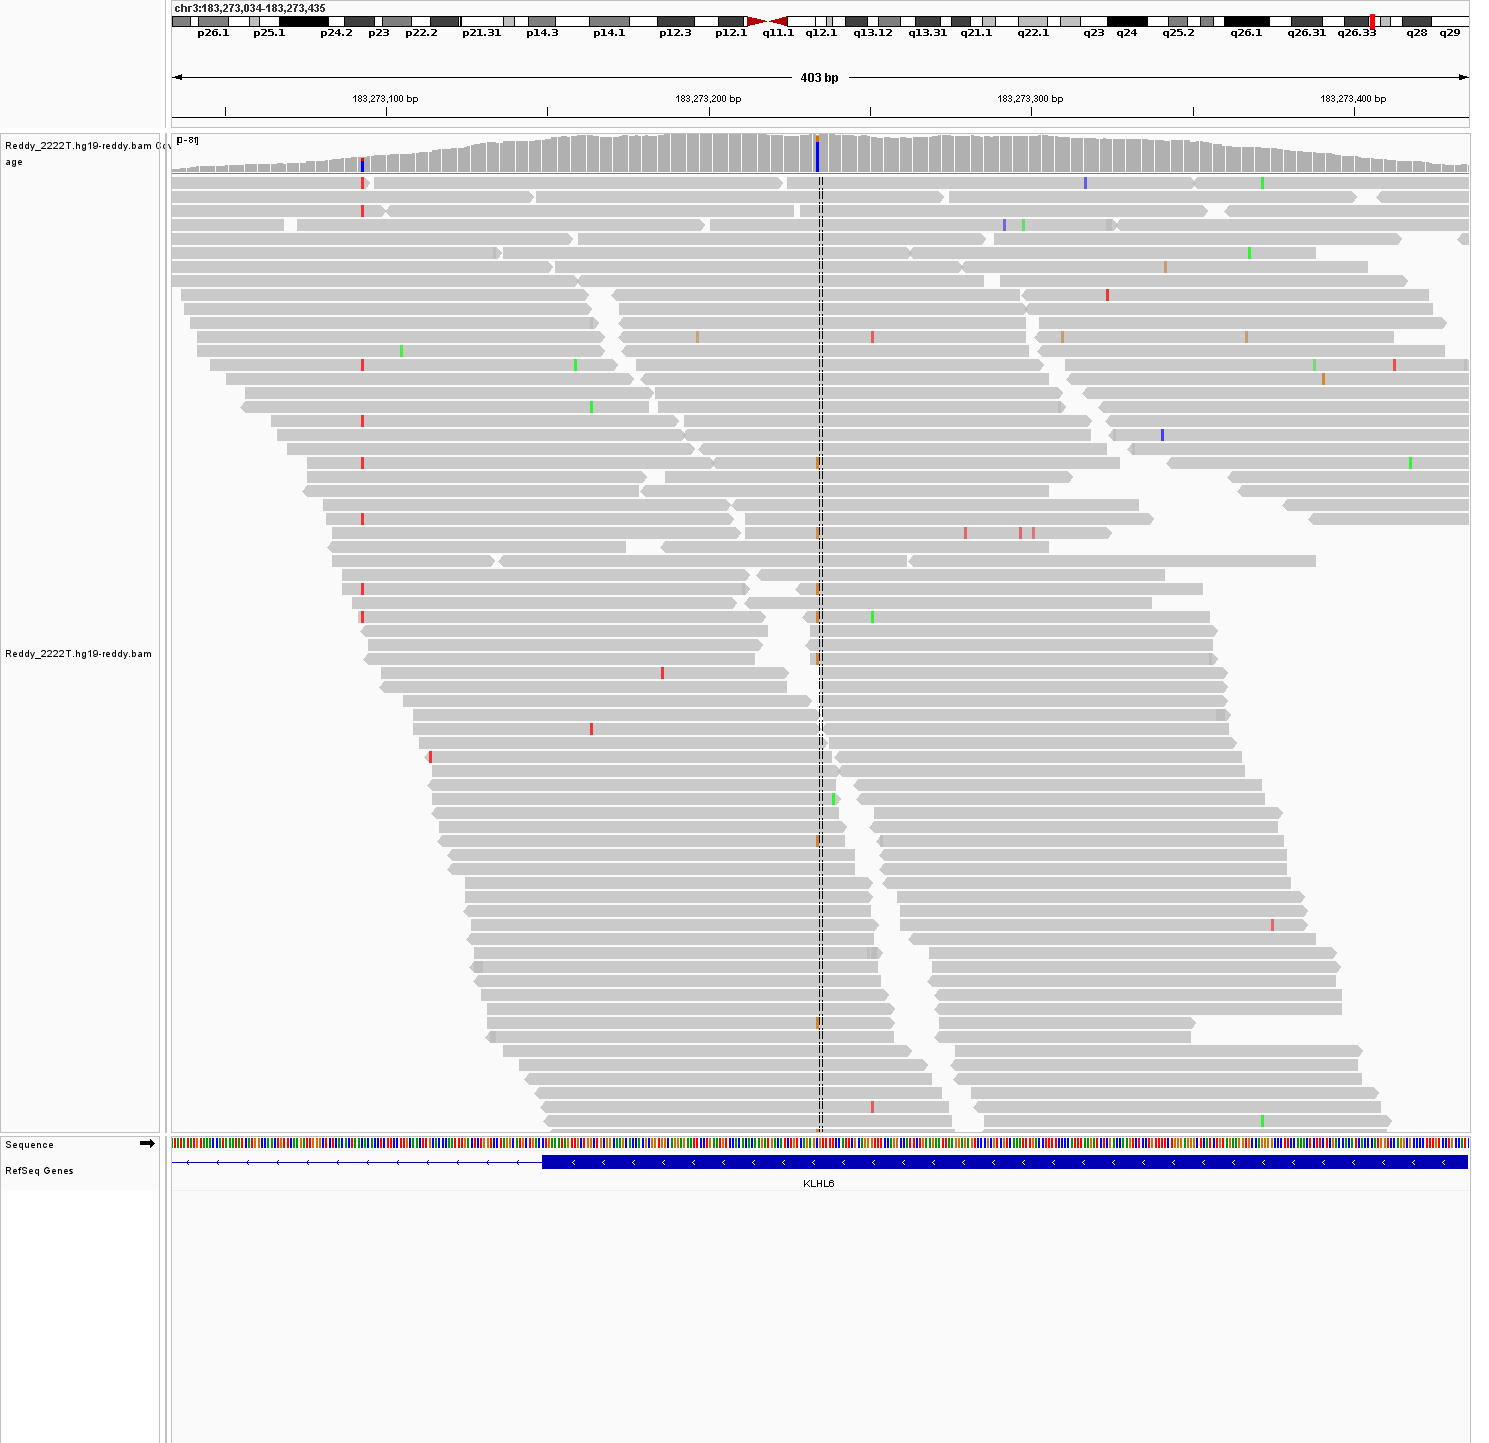 chr3:183,273,034-183,273,435
p26.1 p25.1 p24.2 p23 p22.2 p21.31 p14.3 p14.1 p12.3 p12.1 q11.1 q12.1 q13.12 q13.31 q21.1 q22.1 q23 q24 q25.2 q26.1 q26.31 q26.33 q28 q29
403 bp
183,273,100 bp 183,273,200 bp 183,273,300 bp 183,273,400 bp
Reddy_2222T.hg19-reddy.bam Cov
age
[0-81]
Reddy_2222T.hg19-reddy.bam
Sequence
RefSeq Genes
KLHL6